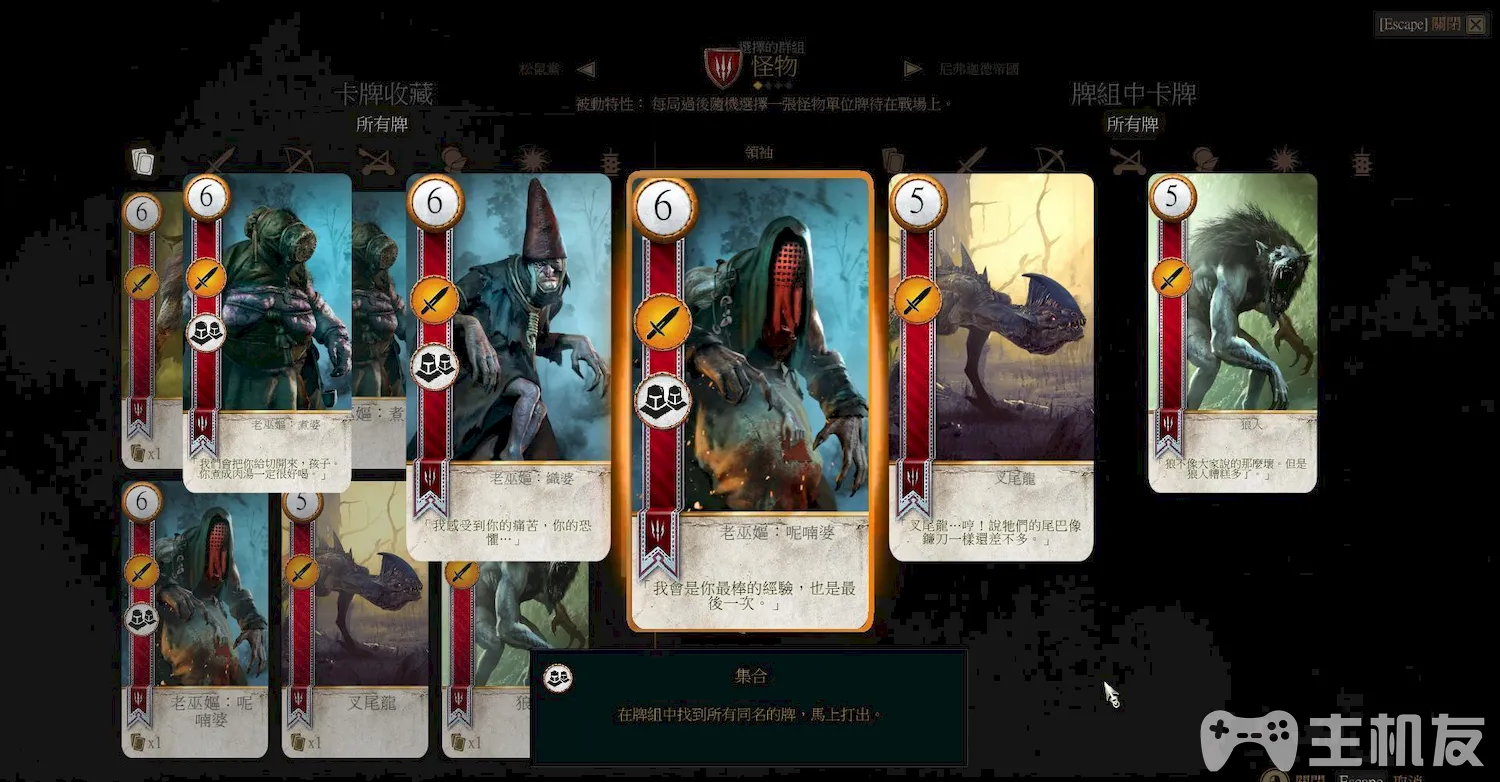 [Escape] 關閉
選擇的群組
松鼠黨
怪物
尼弗迦德帝國
卡牌收藏
牌組中卡牌
被動特性： 每局過後隨機選擇一張怪物單位牌待在戰場上。
所有牌
所有牌
領袖
6
6
6
6
5
5
老巫嫗：煮婆
「我們會把你給切開來，孩子。
你煮成肉湯一定很好喝。」
嫗：煮
x1
老巫嫗：織婆
「我感受到你的痛苦，你的恐
懼…」
老巫嫗：呢喃婆
「我會是你最棒的經驗，也是最
後一次。」
叉尾龍
「叉尾龍…哼！說牠們的尾巴像
鐮刀一樣還差不多。」
狼人
「狼不像大家說的那麼壞。但是
狼人糟糕多了。」
6
5
老巫嫗：呢
喃婆
x1
叉尾龍
x1
狼
x1
集合
在牌組中找到所有同名的牌，馬上打出。
主机友
關閉
Escape 取消